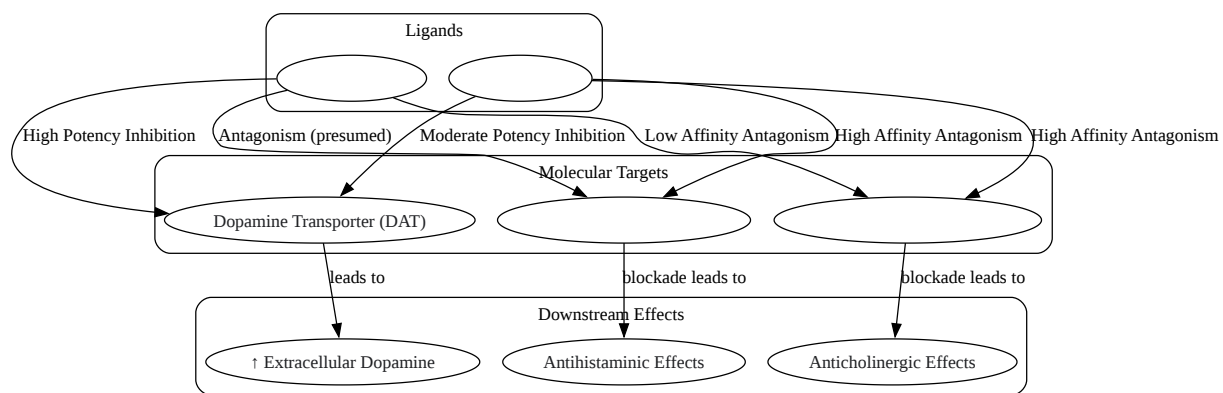 Ligands
High Potency Inhibition
Antagonism (presumed)
Moderate Potency Inhibition
Low Affinity Antagonism
High Affinity Antagonism
High Affinity Antagonism
Molecular Targets
Dopamine Transporter (DAT)
leads to
blockade leads to
blockade leads to
Downstream Effects
↑ Extracellular Dopamine
Antihistaminic Effects
Anticholinergic Effects